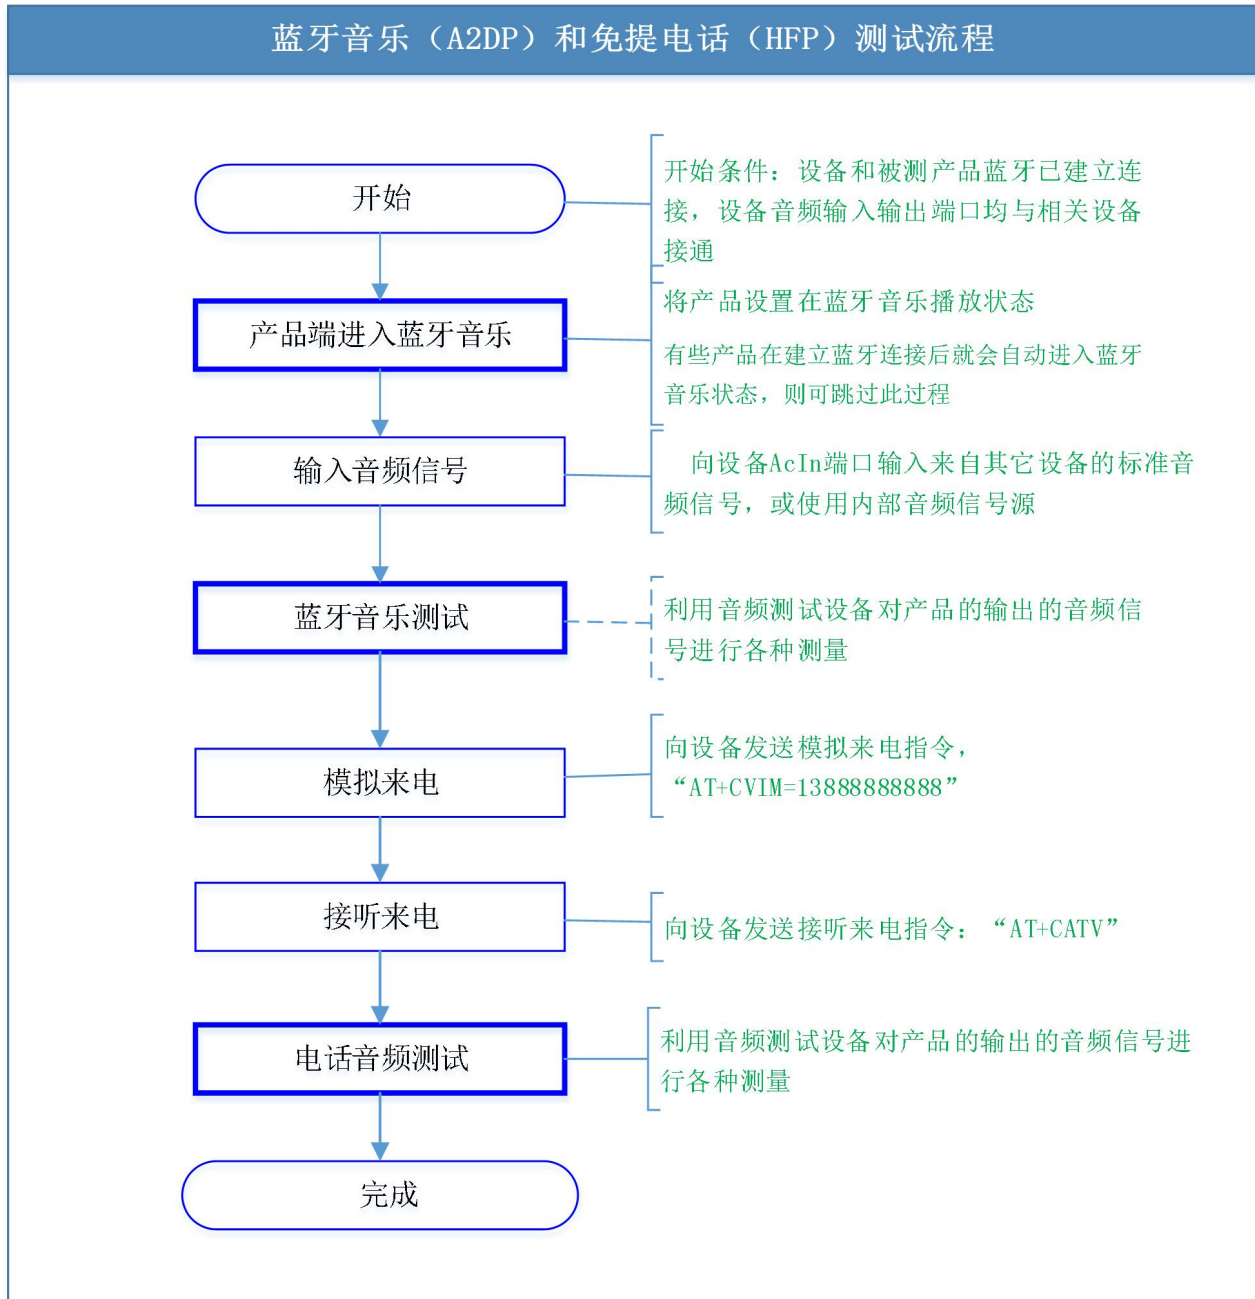 蓝牙音乐（A2DP）和免提电话（HFP）测试流程
开始
开始条件：设备和被测产品蓝牙已建立连
接，设备音频输入输出端口均与相关设备
接通
产品端进入蓝牙音乐
将产品设置在蓝牙音乐播放状态
有些产品在建立蓝牙连接后就会自动进入蓝牙
音乐状态，则可跳过此过程
输入音频信号
向设备AcIn端口输入来自其它设备的标准音
频信号，或使用内部音频信号源
蓝牙音乐测试
利用音频测试设备对产品的输出的音频信
号进行各种测量
模拟来电
向设备发送模拟来电指令，
“AT+CVIM=13888888888”
接听来电
向设备发送接听来电指令：“AT+CATV”
电话音频测试
利用音频测试设备对产品的输出的音频信号进
行各种测量
完成